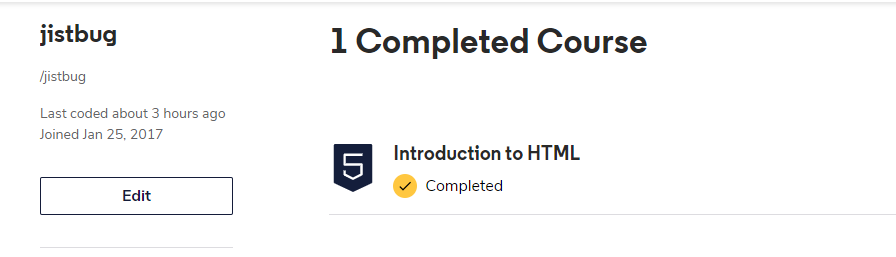 jistbug
/jistbug
Last coded about 3 hours ago
Joined Jan 25, 2017
Edit
1 Completed Course
5
Introduction to HTML
Completed